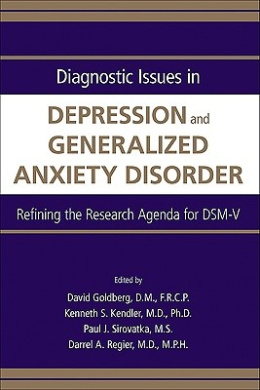 Diagnostic Issues in
DEPRESSION and
GENERALIZED
ANXIETY DISORDER
Refining the Research Agenda for DSM-V
Edited by
David Goldberg, D.M., F.R.C.P.
Kenneth S. Kendler, M.D., Ph.D.
Paul J. Sirovatka, M.S.
Darrel A. Regier, M.D., M.P.H.